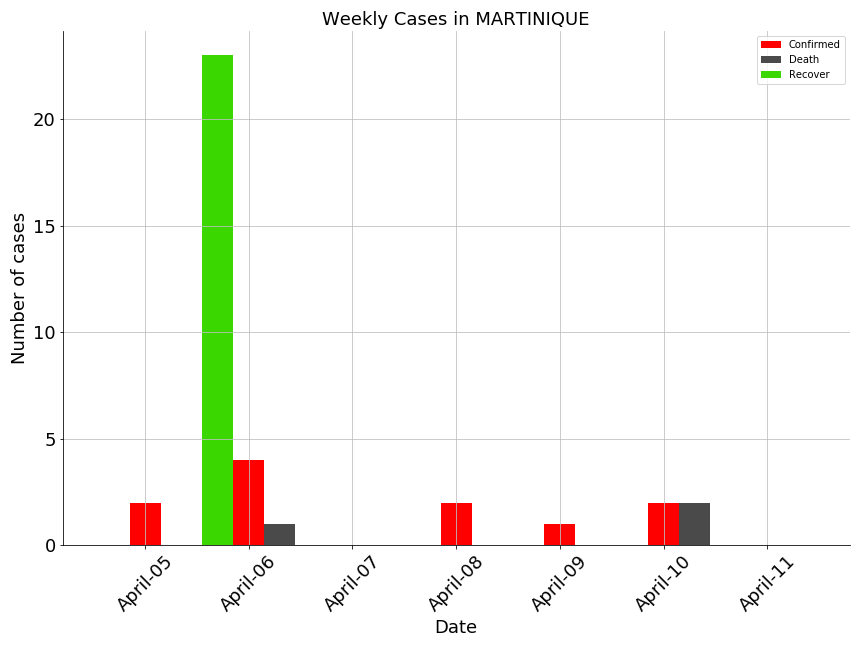 Weekly Cases in MARTINIQUE
Confirmed
Death
Recover
Number of cases
20
15
10
5
0
April-05
April-06
April-07
April-08
April-09
April-10
April-11
Date